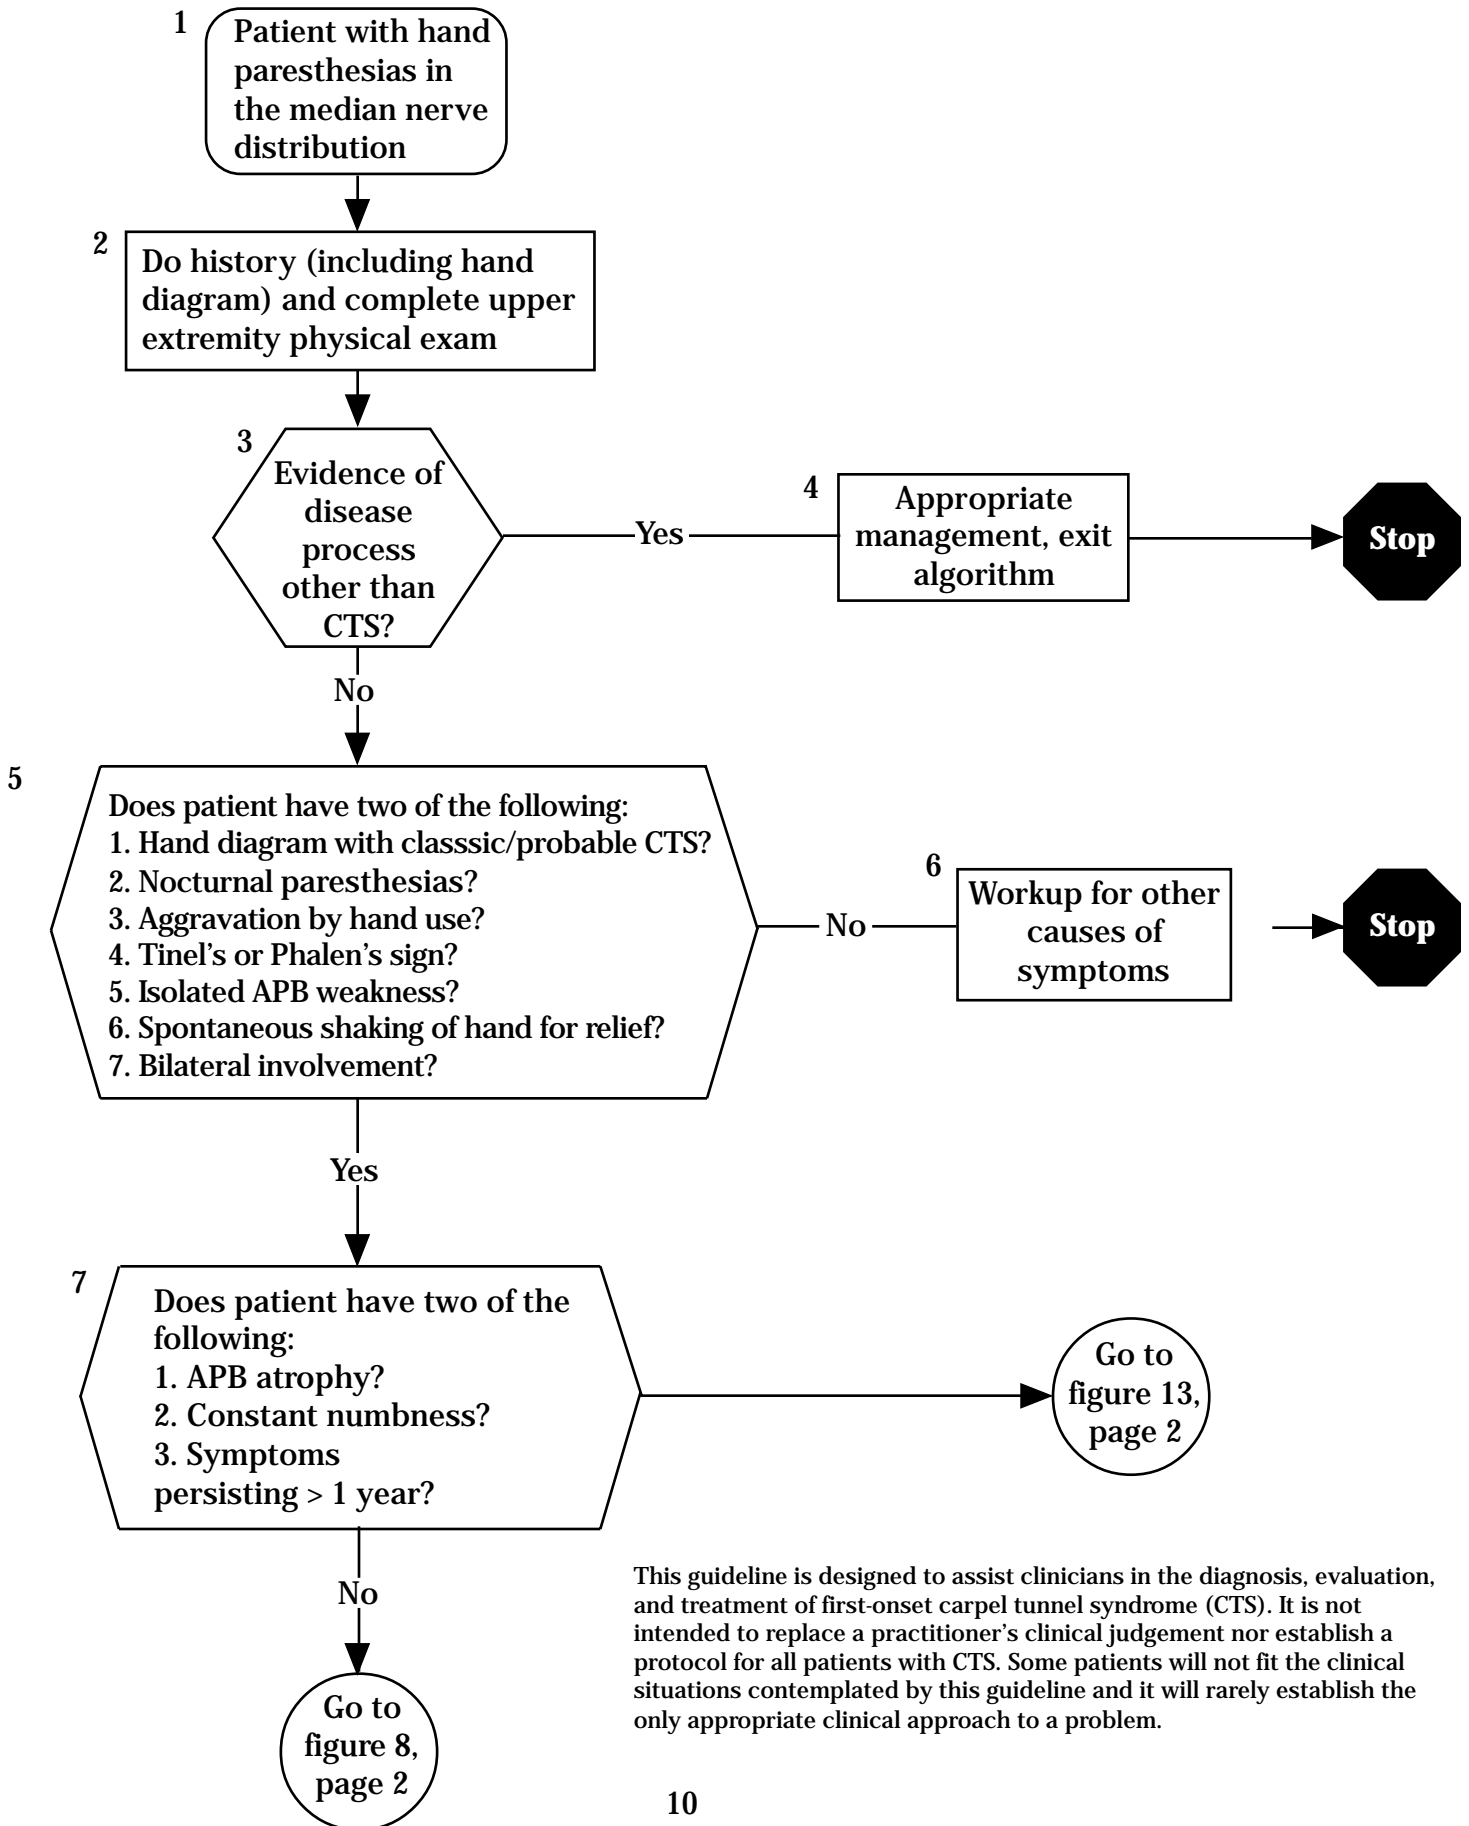 1
Patient with hand
paresthesias in
the median nerve
distribution
2
Do history (including hand
diagram) and complete upper
extremity physical exam
3
Evidence of
disease
process
other than
CTS?
Yes
4
Appropriate
management, exit
algorithm
Stop
No
5
Does patient have two of the following:
1. Hand diagram with classsic/probable CTS?
2. Nocturnal paresthesias?
3. Aggravation by hand use?
4. Tinel's or Phalen's sign?
5. Isolated APB weakness?
6. Spontaneous shaking of hand for relief?
7. Bilateral involvement?
No
6
Workup for other
causes of
symptoms
Stop
Yes
7
Does patient have two of the
following:
1. APB atrophy?
2. Constant numbness?
3. Symptoms
persisting > 1 year?
Go to
figure 13,
page 2
No
Go to
figure 8,
page 2
This guideline is designed to assist clinicians in the diagnosis, evaluation,
and treatment of first-onset carpel tunnel syndrome (CTS). It is not
intended to replace a practitioner's clinical judgement nor establish a
protocol for all patients with CTS. Some patients will not fit the clinical
situations contemplated by this guideline and it will rarely establish the
only appropriate clinical approach to a problem.
10